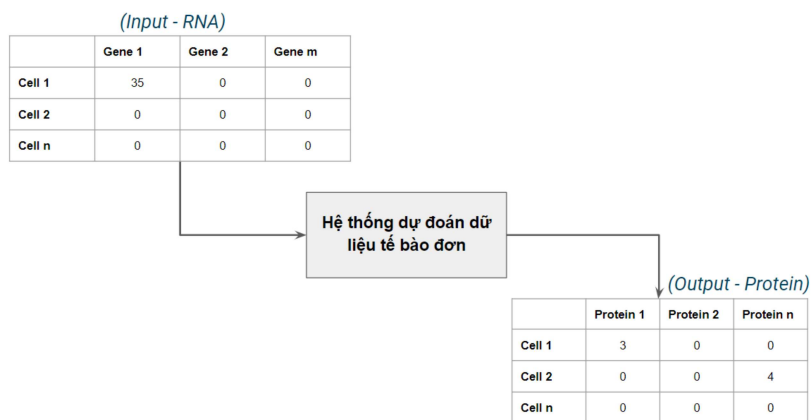 (Input - RNA)
Gene 1 Gene 2 Gene m
Cell 1 35 0 0
Cell 2 0 0 0
Cell n 0 0 0
Hệ thống dự đoán dữ
liệu tế bào đơn
(Output - Protein)
Protein 1 Protein 2 Protein n
Cell 1 3 0 0
Cell 2 0 0 4
Cell n 0 0 0